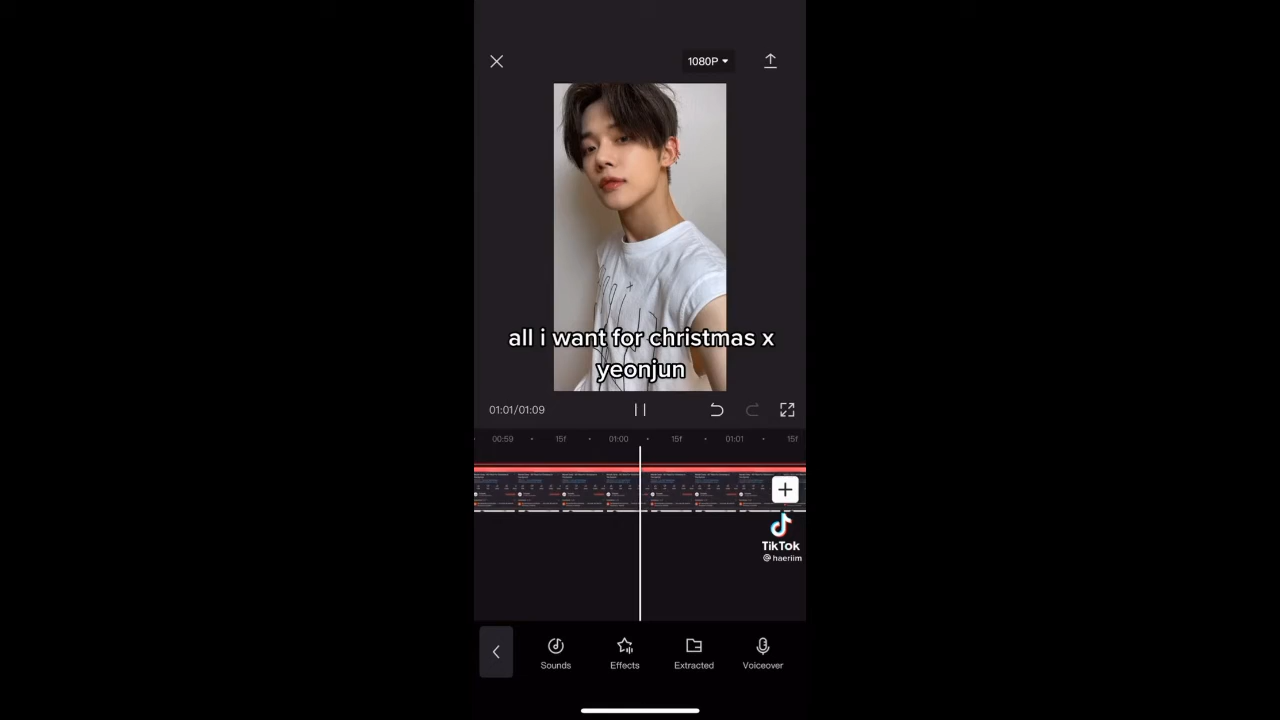 1080P
all i want for christmas x
yeonjun
01:01/01:09
00:59 15f 01:00 15f 01:01 15f
TikTok
@haeriim
Sounds Effects Extracted Voiceover